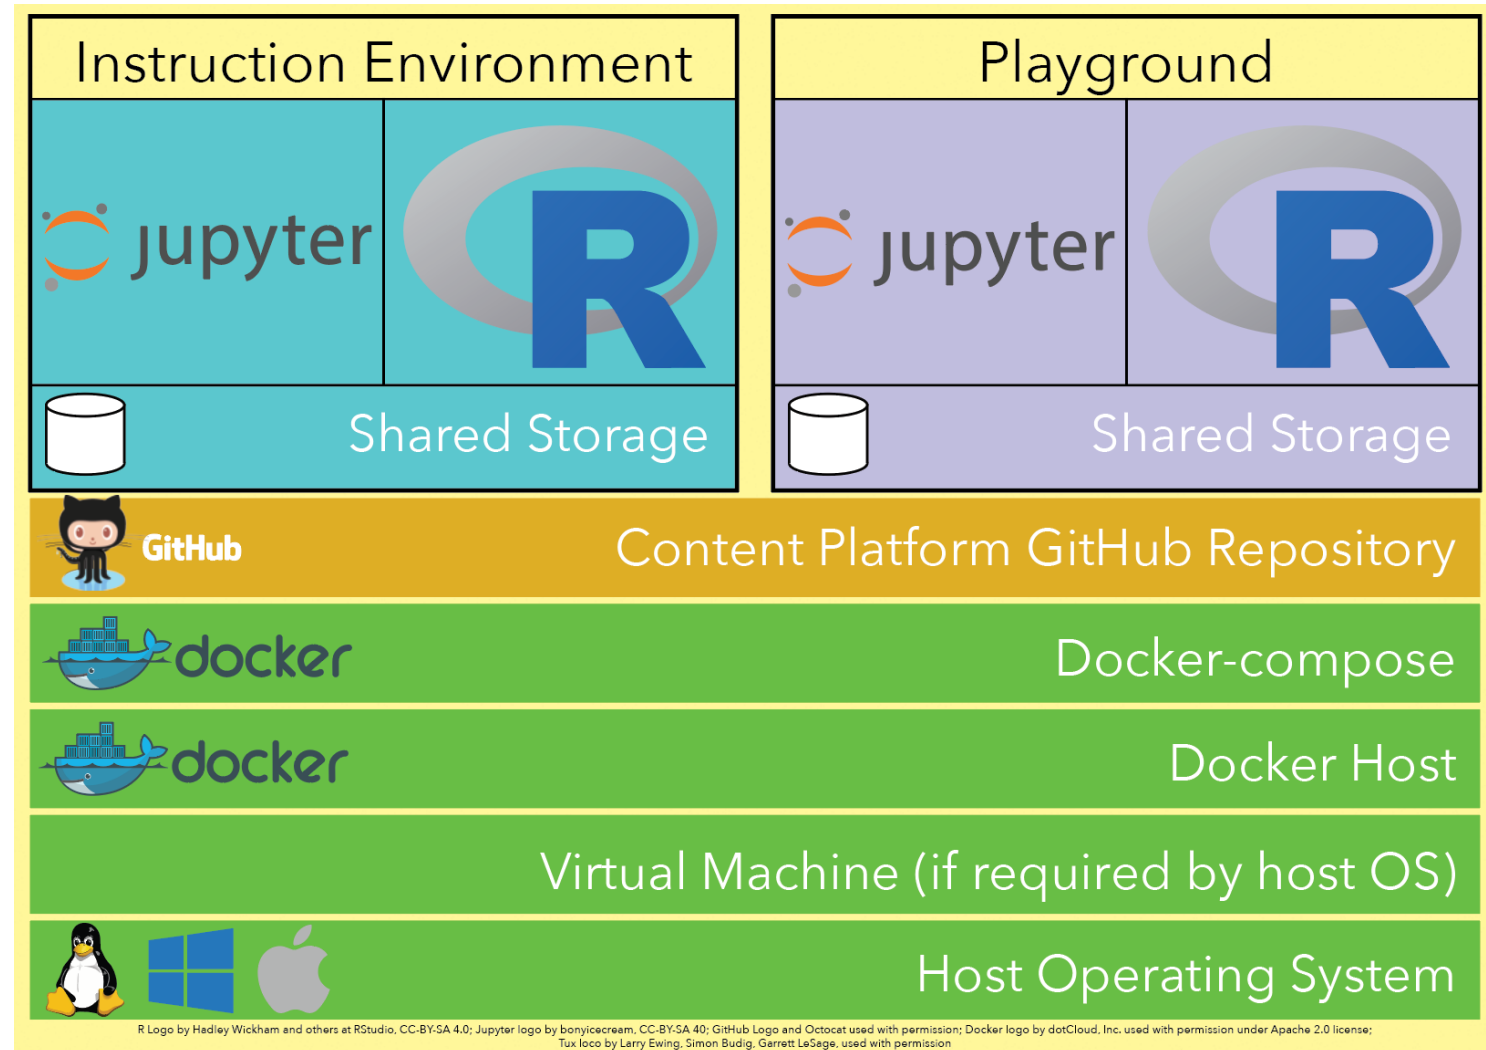 Instruction Environment
Playground
jupyter
R
jupyter
R
Shared Storage
Shared Storage
GitHub
Content Platform GitHub Repository
docker
Docker-compose
docker
Docker Host
Virtual Machine (if required by host OS)
Host Operating System
R Logo by Hadley Wickham and others at RStudio, CC-BY-SA 4.0; Jupyter logo by bonyicecream, CC-BY-SA 40; GitHub Logo and Octocat used with permission; Docker logo by dotCloud, Inc. used with permission under Apache 2.0 license;
Tux loco by Larry Ewing, Simon Budig, Garrett LeSage, used with permission